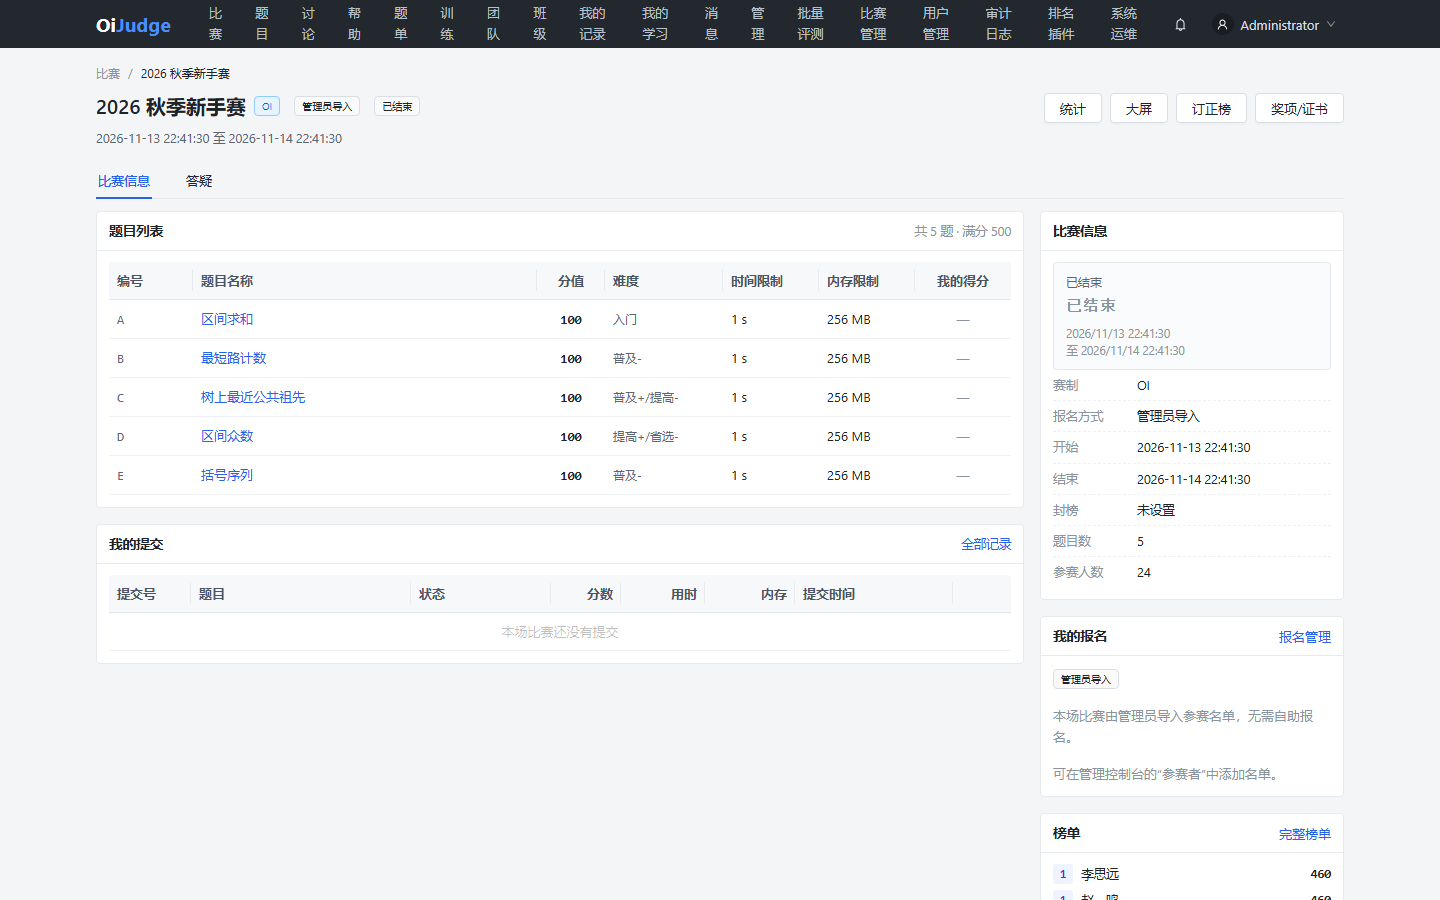 OiJudge 比赛 题目 讨论 帮助 题单 训练 团队 班级 我的记录 我的学习 消息 管理 批量评测 比赛管理 用户管理 审计日志 排名插件 系统运维 Administrator
比赛 / 2026 秋季新手赛
2026 秋季新手赛 OI 管理员导入 已结束
统计 大屏 订正榜 奖项/证书
2026-11-13 22:41:30 至 2026-11-14 22:41:30
比赛信息 答疑
题目列表 共 5 题 · 满分 500
编号 题目名称 分值 难度 时间限制 内存限制 我的得分
A 区间求和 100 入门 1 s 256 MB —
B 最短路计数 100 普及- 1 s 256 MB —
C 树上最近公共祖先 100 普及+/提高- 1 s 256 MB —
D 区间众数 100 提高+/省选- 1 s 256 MB —
E 括号序列 100 普及- 1 s 256 MB —
我的提交 全部记录
提交号 题目 状态 分数 用时 内存 提交时间
本场比赛还没有提交
比赛信息
已结束
已结束
2026/11/13 22:41:30
至 2026/11/14 22:41:30
赛制 OI
报名方式 管理员导入
开始 2026-11-13 22:41:30
结束 2026-11-14 22:41:30
封榜 未设置
题目数 5
参赛人数 24
我的报名 报名管理
管理员导入
本场比赛由管理员导入参赛名单，无需自助报
名。
可在管理控制台的“参赛者”中添加名单。
榜单 完整榜单
1 李思远 460
1 赵一鸣 460